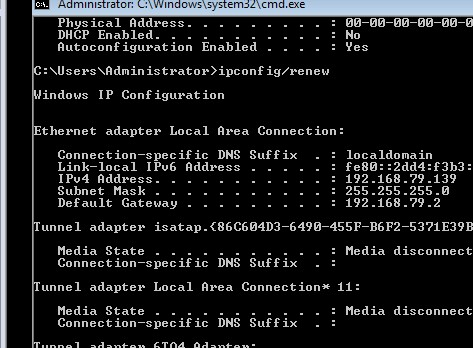 Administrator: C:\Windows\system32\cmd.exe
Physical Address. . . . . . . . . : 00-00-00-00-00-0
DHCP Enabled. . . . . . . . . . . : No
Autoconfiguration Enabled . . . . : Yes
C:\Users\Administrator>ipconfig/renew
Windows IP Configuration
Ethernet adapter Local Area Connection:
Connection-specific DNS Suffix  . : localdomain
Link-local IPv6 Address . . . . . : fe80::2dd4:f3b3:
IPv4 Address. . . . . . . . . . . : 192.168.79.139
Subnet Mask . . . . . . . . . . . : 255.255.255.0
Default Gateway . . . . . . . . . : 192.168.79.2
Tunnel adapter isatap.{86C604D3-6490-455F-B6F2-5371E39B
Media State . . . . . . . . . . . : Media disconnect
Connection-specific DNS Suffix  . :
Tunnel adapter Local Area Connection* 11:
Media State . . . . . . . . . . . : Media disconnect
Connection-specific DNS Suffix  . :
Tunnel adapter 6TO4 Adapter: